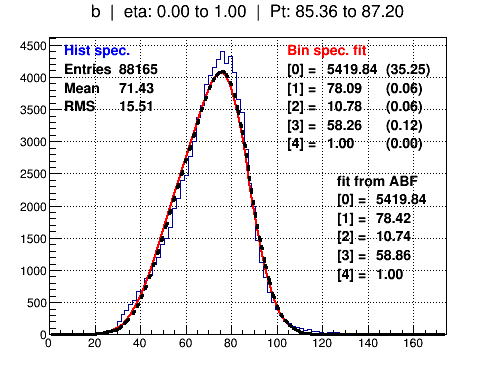 b | eta: 0.00 to 1.00 | Pt: 85.36 to 87.20
Hist spec.
Entries 88165
Mean 71.43
RMS 15.51
Bin spec. fit
[0] = 5419.84 (35.25)
[1] = 78.09 (0.06)
[2] = 10.78 (0.06)
[3] = 58.26 (0.12)
[4] = 1.00 (0.00)
fit from ABF
[0] = 5419.84
[1] = 78.42
[2] = 10.74
[3] = 58.86
[4] = 1.00
4500
4000
3500
3000
2500
2000
1500
1000
500
0
0 20 40 60 80 100 120 140 160